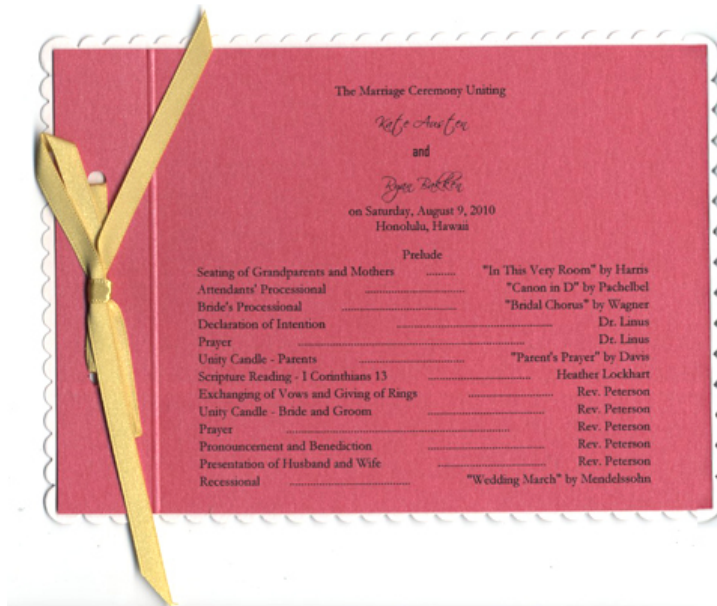 The Marriage Ceremony Uniting
Kate Austen
and
Ryan Bakken
on Saturday, August 9, 2010
Honolulu, Hawaii
Prelude
Seating of Grandparents and Mothers ......... "In This Very Room" by Harris
Attendants' Processional ................................ "Canon in D" by Pachelbel
Bride's Processional ..................................... "Bridal Chorus" by Wagner
Declaration of Intention .................................................. Dr. Linus
Prayer .................................................................................. Dr. Linus
Unity Candle - Parents .................................. "Parent's Prayer" by Davis
Scripture Reading - I Corinthians 13 ................................. Heather Lockhart
Exchanging of Vows and Giving of Rings ........................... Rev. Peterson
Unity Candle - Bride and Groom ...................................... Rev. Peterson
Prayer ........................................................................ Rev. Peterson
Pronouncement and Benediction ...................................... Rev. Peterson
Presentation of Husband and Wife ................................... Rev. Peterson
Recessional ....................................... "Wedding March" by Mendelssohn